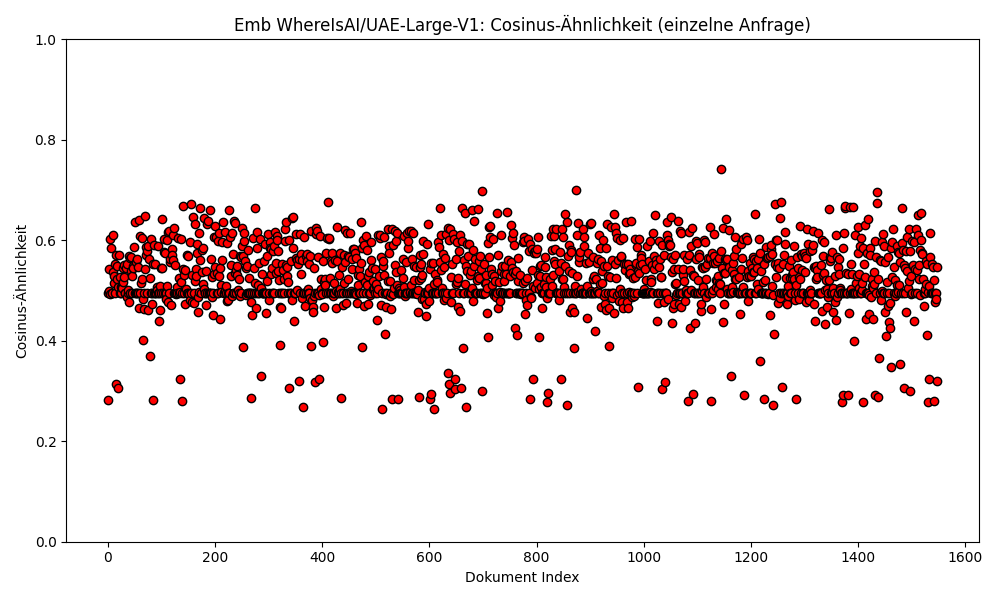 Emb WhereIsAI/UAE-Large-V1: Cosinus-Ähnlichkeit (einzelne Anfrage)
1.0
0.8
0.6
0.4
0.2
0.0
Cosinus-Ähnlichkeit
0 200 400 600 800 1000 1200 1400 1600
Dokument Index